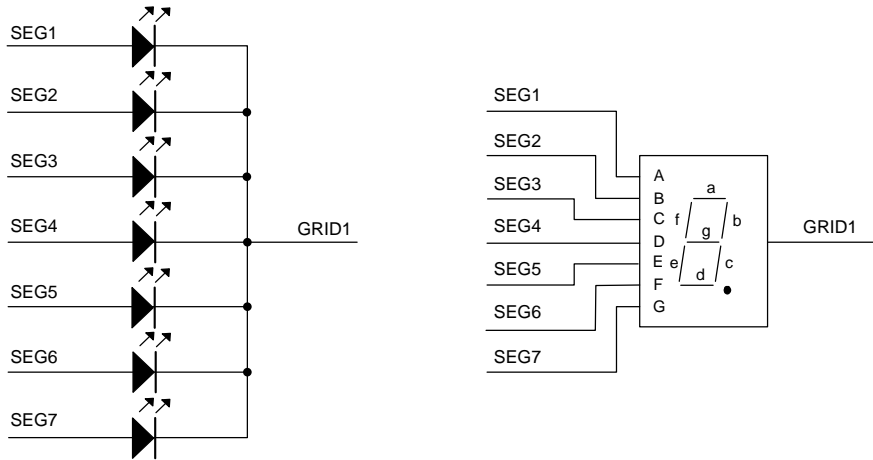 SEG1
SEG2
SEG3
SEG4
SEG5
SEG6
SEG7
GRID1
SEG1
SEG2
SEG3
SEG4
SEG5
SEG6
SEG7
A
B
C
D
E
F
G
a
f b
g
e c
d
GRID1